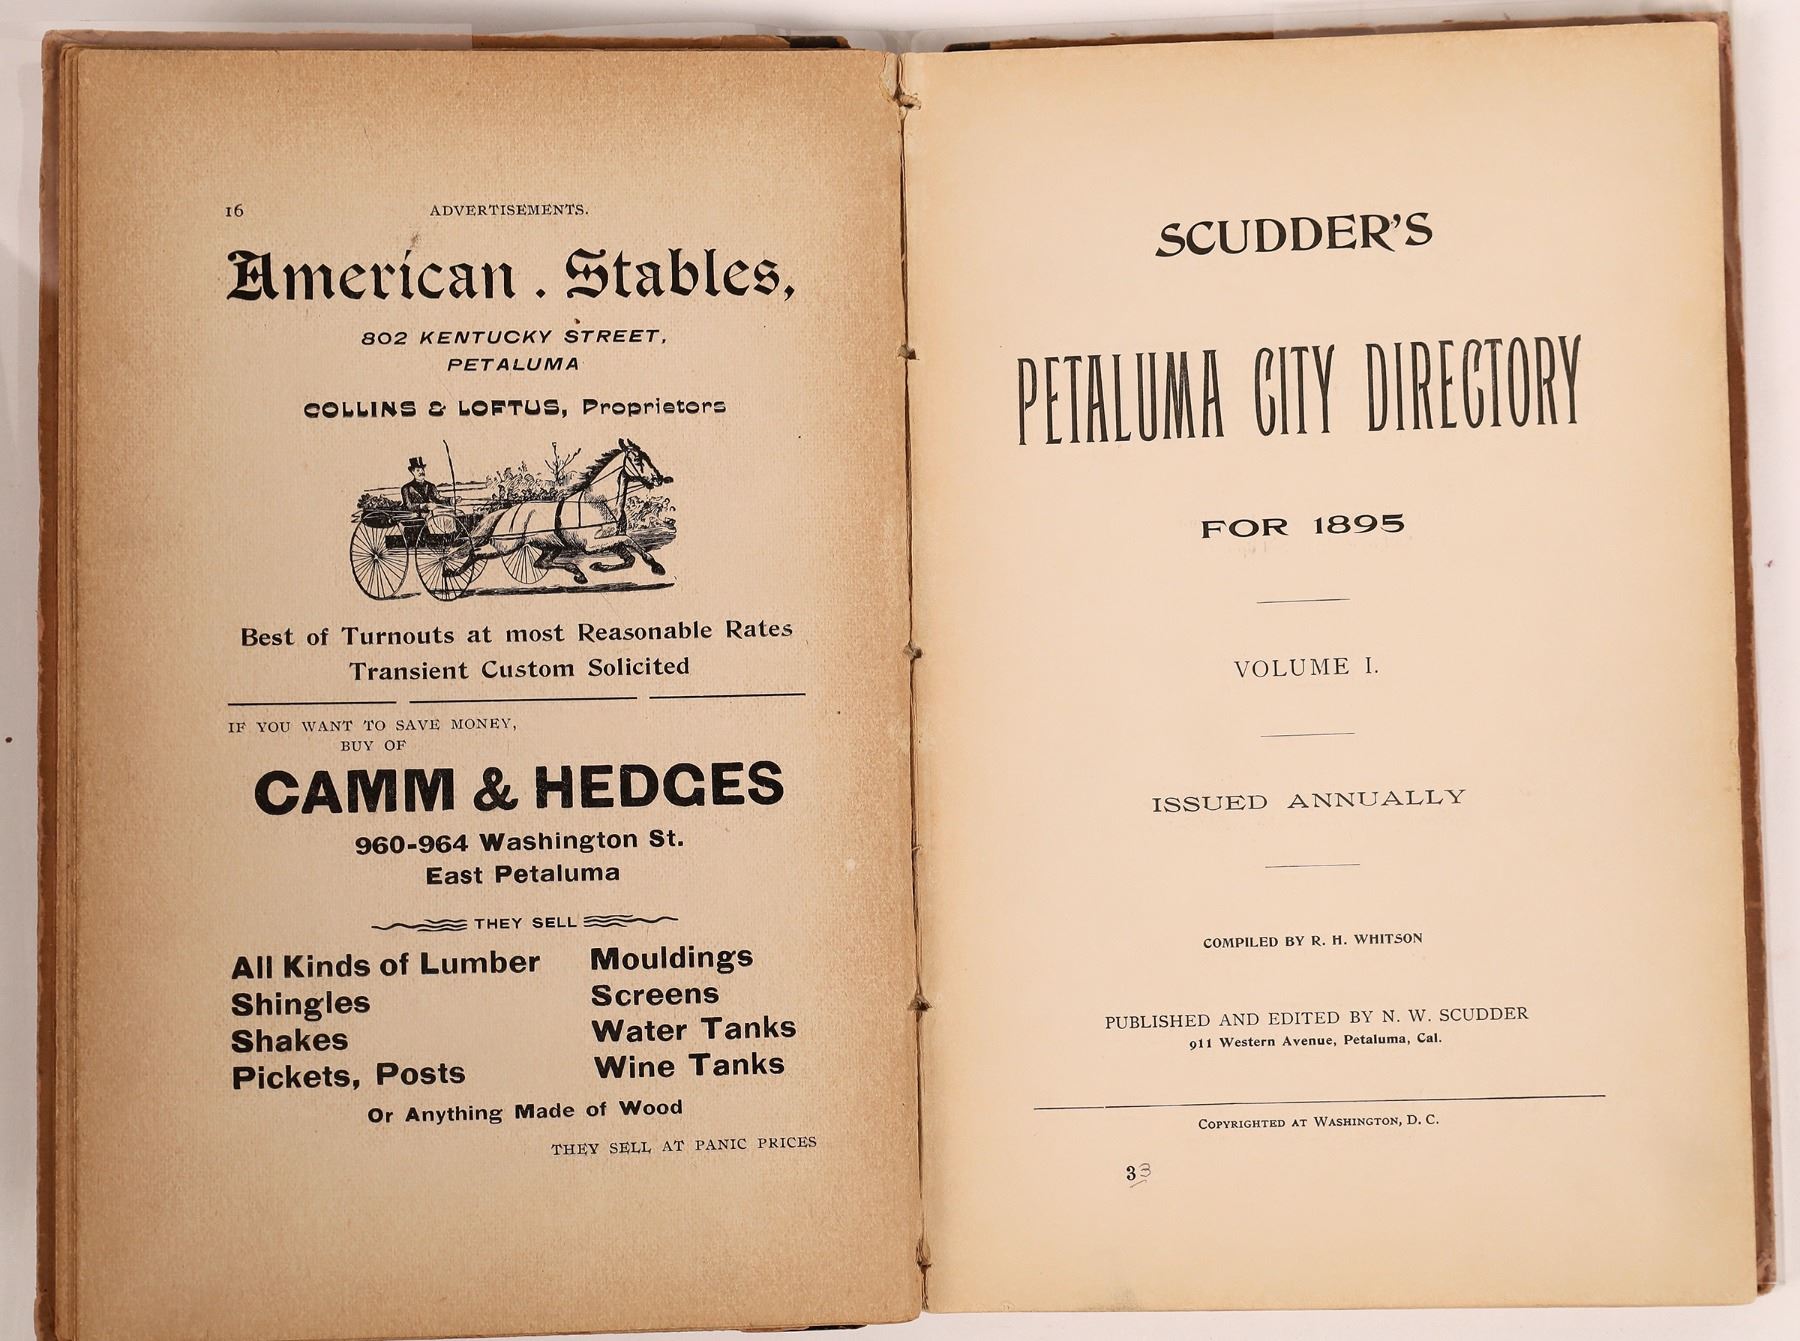 16 ADVERTISEMENTS.
American . Stables,
802 KENTUCKY STREET,
PETALUMA
COLLINS & LOFTUS, Proprietors
Best of Turnouts at most Reasonable Rates
Transient Custom Solicited
IF YOU WANT TO SAVE MONEY,
BUY OF
CAMM & HEDGES
960-964 Washington St.
East Petaluma
THEY SELL
All Kinds of Lumber
Shingles
Shakes
Pickets, Posts
Mouldings
Screens
Water Tanks
Wine Tanks
Or Anything Made of Wood
THEY SELL AT PANIC PRICES
SCUDDER'S
PETALUMA CITY DIRECTORY
FOR 1895
VOLUME I.
ISSUED ANNUALLY
COMPILED BY R. H. WHITSON
PUBLISHED AND EDITED BY N. W. SCUDDER
911 Western Avenue, Petaluma, Cal.
COPYRIGHTED AT WASHINGTON, D. C.
33